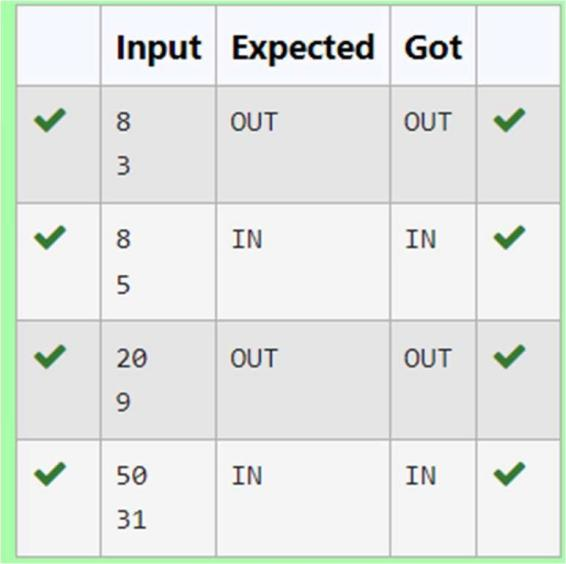 Input Expected Got
8 OUT OUT
3
8 IN IN
5
20 OUT OUT
9
50 IN IN
31